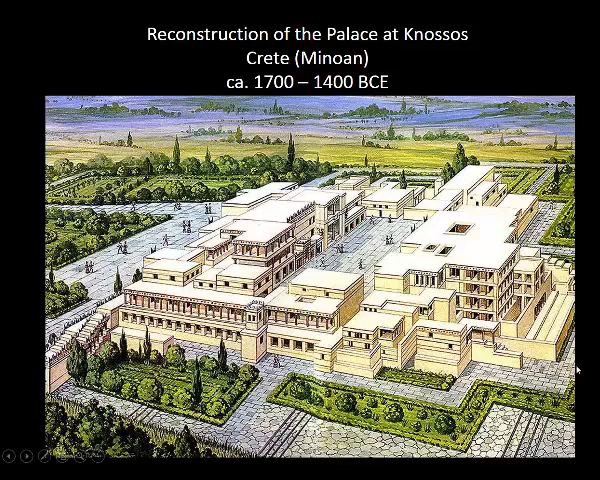 Reconstruction of the Palace at Knossos
Crete (Minoan)
ca. 1700 – 1400 BCE